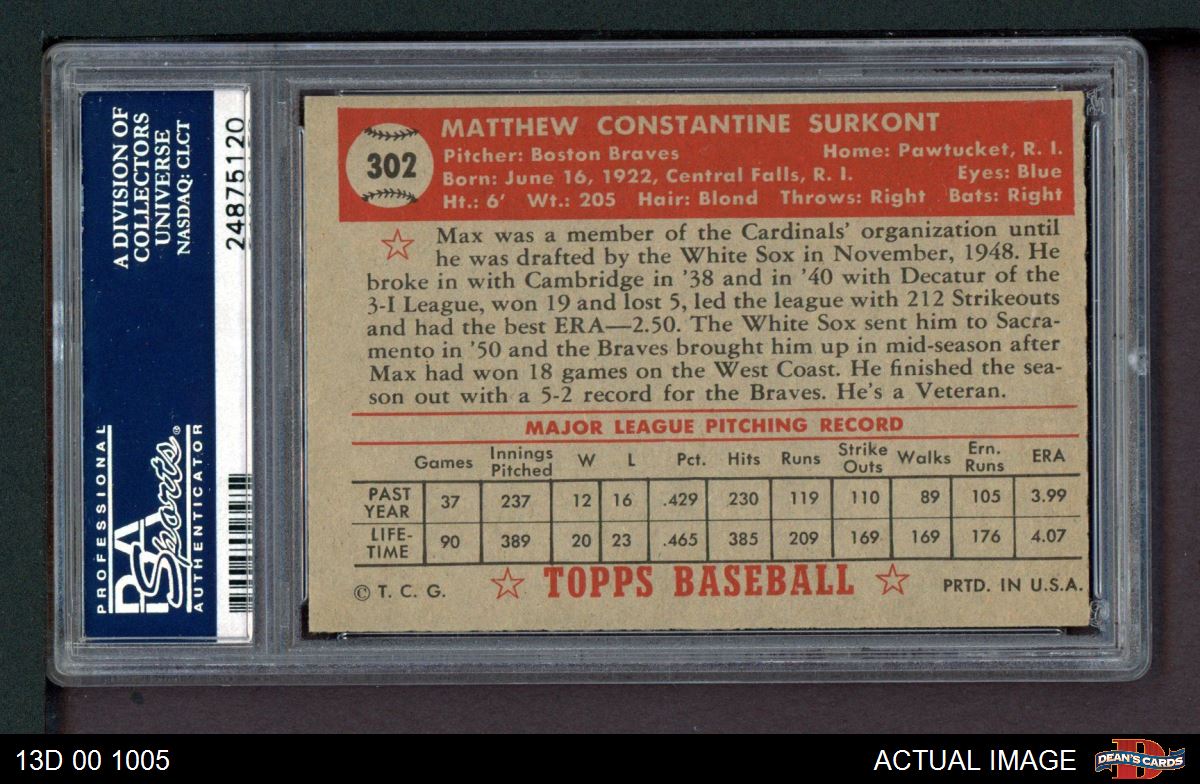 A DIVISION OF
COLLECTORS
UNIVERSE
NASDAQ: CLCT
24875120
PROFESSIONAL
PSA
Sports®
AUTHENTICATOR
302
MATTHEW CONSTANTINE SURKONT
Pitcher: Boston Braves Home: Pawtucket, R. I.
Born: June 16, 1922, Central Falls, R. I. Eyes: Blue
Ht.: 6' Wt.: 205 Hair: Blond Throws: Right Bats: Right
Max was a member of the Cardinals' organization until
he was drafted by the White Sox in November, 1948. He
broke in with Cambridge in '38 and in '40 with Decatur of the
3-I League, won 19 and lost 5, led the league with 212 Strikeouts
and had the best ERA—2.50. The White Sox sent him to Sacra-
mento in '50 and the Braves brought him up in mid-season after
Max had won 18 games on the West Coast. He finished the sea-
son out with a 5-2 record for the Braves. He's a Veteran.
MAJOR LEAGUE PITCHING RECORD
Games Innings Pitched W L Pct. Hits Runs Strike Outs Walks Ern. Runs ERA
PAST YEAR 37 237 12 16 .429 230 119 110 89 105 3.99
LIFE-TIME 90 389 20 23 .465 385 209 169 169 176 4.07
© T. C. G. TOPPS BASEBALL PRTD. IN U.S.A.
13D 00 1005
ACTUAL IMAGE
D
DEAN'S CARDS